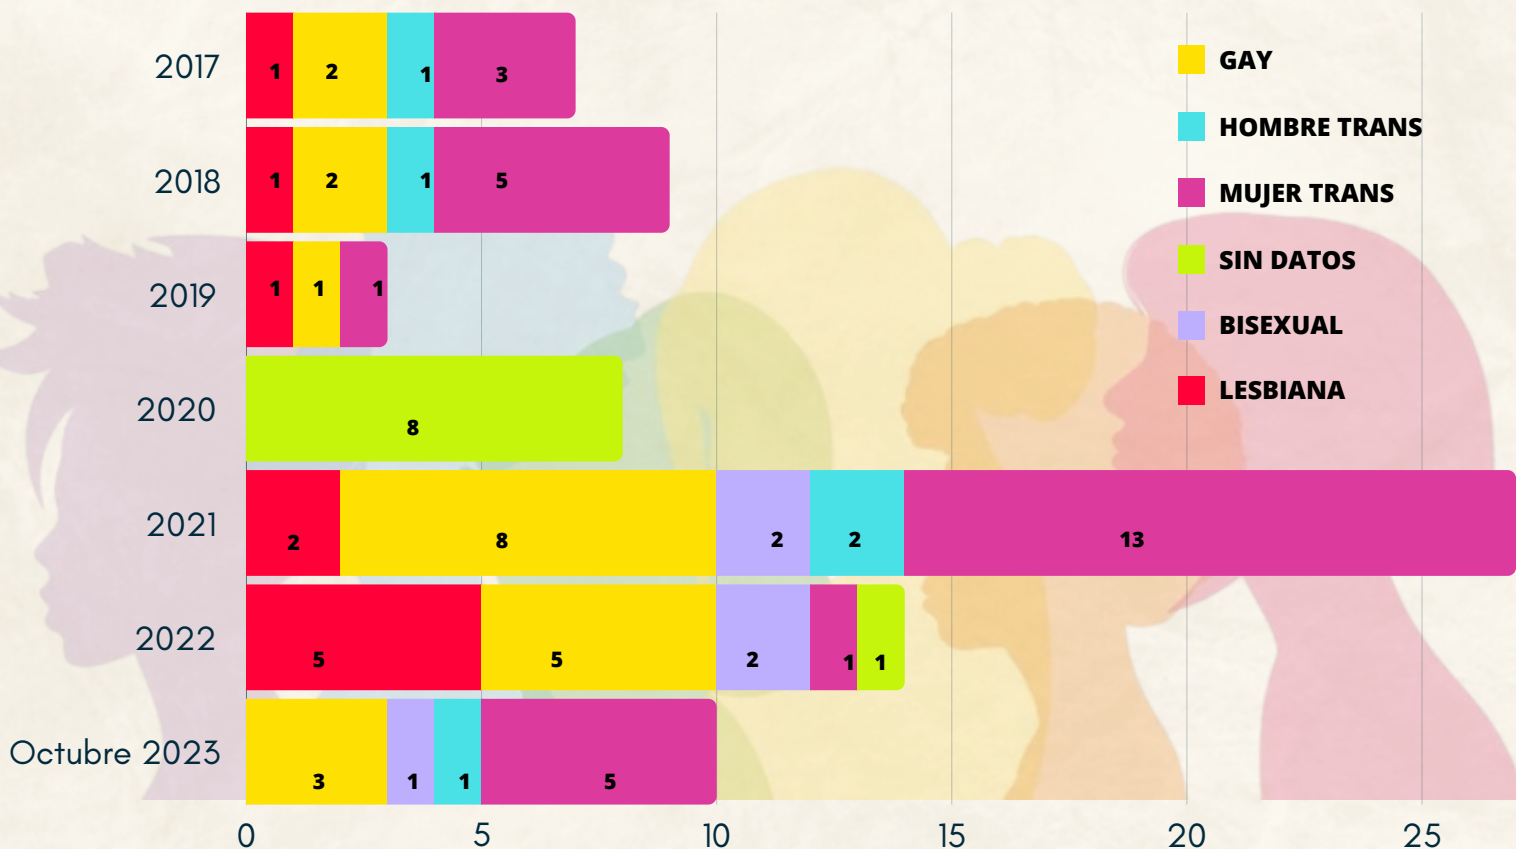 2017 1 2 1 3
2018 1 2 1 5
2019 1 1 1
2020 8
2021 2 8 2 2 13
2022 5 5 2 1 1
Octubre 2023 3 1 1 5
0 5 10 15 20 25
GAY
HOMBRE TRANS
MUJER TRANS
SIN DATOS
BISEXUAL
LESBIANA